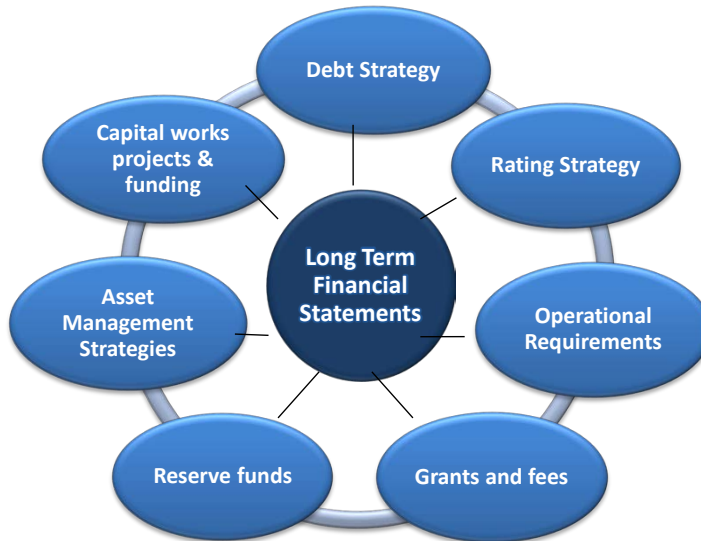 Debt Strategy
Capital works
projects &
funding
Rating Strategy
Long Term
Financial
Statements
Asset
Management
Strategies
Operational
Requirements
Reserve funds
Grants and fees